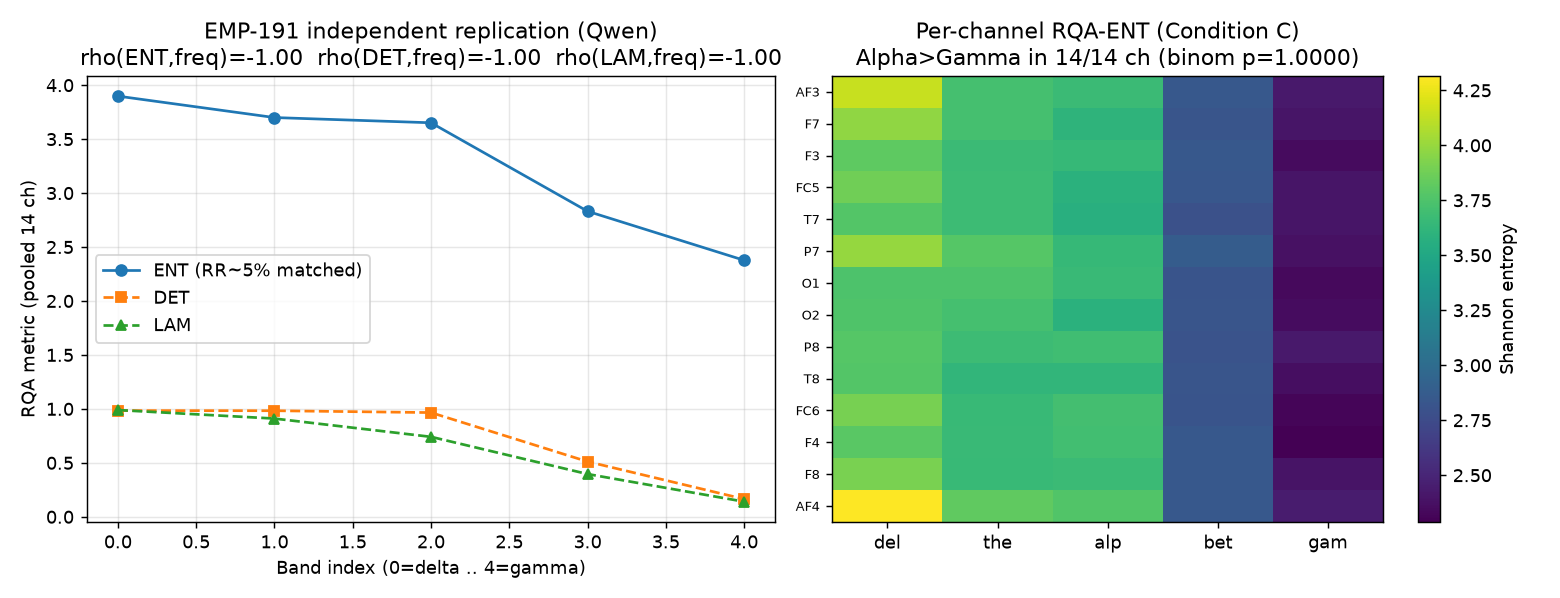 EMP-191 independent replication (Qwen)
rho(ENT,freq)=-1.00  rho(DET,freq)=-1.00  rho(LAM,freq)=-1.00
RQA metric (pooled 14 ch)
4.0
3.5
3.0
2.5
2.0
1.5
1.0
0.5
0.0
ENT (RR~5% matched)
DET
LAM
0.0 0.5 1.0 1.5 2.0 2.5 3.0 3.5 4.0
Band index (0=delta .. 4=gamma)
Per-channel RQA-ENT (Condition C)
Alpha>Gamma in 14/14 ch (binom p=1.0000)
AF3
F7
F3
FC5
T7
P7
O1
O2
P8
T8
FC6
F4
F8
AF4
del the alp bet gam
4.25
4.00
3.75
3.50
3.25
3.00
2.75
2.50
Shannon entropy